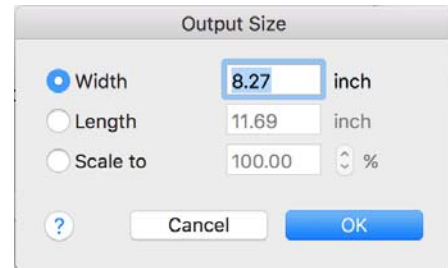 Output Size
Width 8.27 inch
Length 11.69 inch
Scale to 100.00 %
? Cancel OK